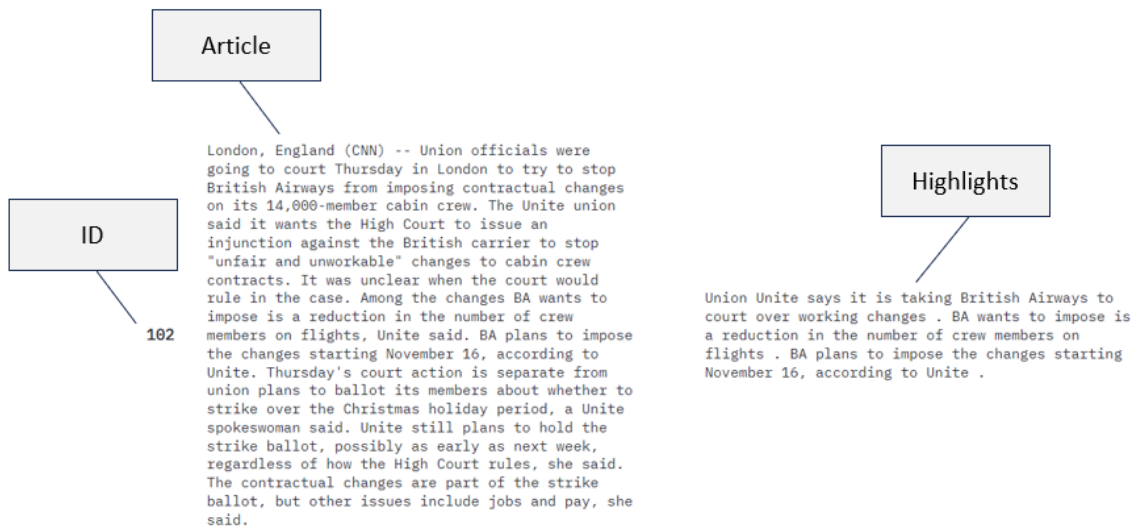 Article
London, England (CNN) -- Union officials were
going to court Thursday in London to try to stop
British Airways from imposing contractual changes
on its 14,000-member cabin crew. The Unite union
said it wants the High Court to issue an
injunction against the British carrier to stop
"unfair and unworkable" changes to cabin crew
contracts. It was unclear when the court would
rule in the case. Among the changes BA wants to
impose is a reduction in the number of crew
members on flights, Unite said. BA plans to impose
the changes starting November 16, according to
Unite. Thursday's court action is separate from
union plans to ballot its members about whether to
strike over the Christmas holiday period, a Unite
spokeswoman said. Unite still plans to hold the
strike ballot, possibly as early as next week,
regardless of how the High Court rules, she said.
The contractual changes are part of the strike
ballot, but other issues include jobs and pay, she
said.
ID
102
Highlights
Union Unite says it is taking British Airways to
court over working changes . BA wants to impose is
a reduction in the number of crew members on
flights . BA plans to impose the changes starting
November 16, according to Unite .